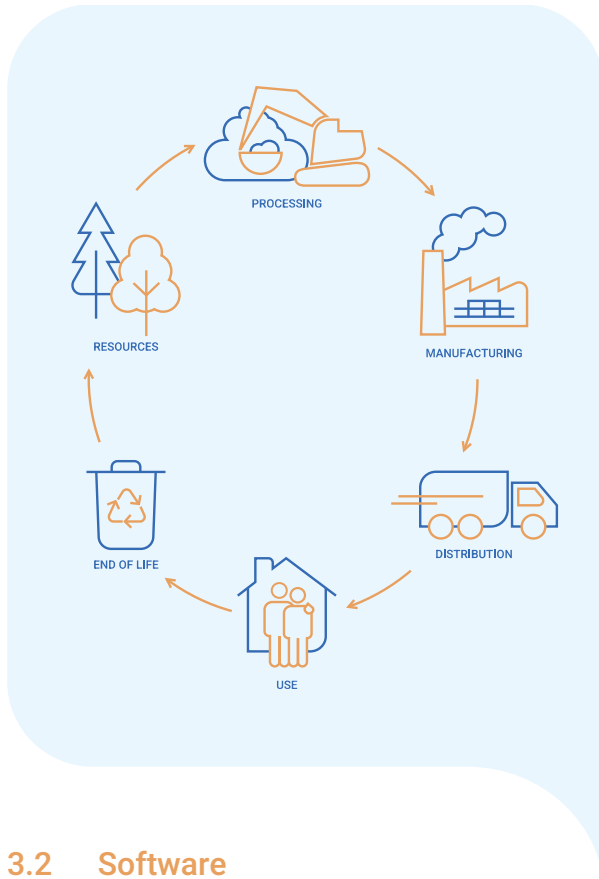 PROCESSING
RESOURCES
MANUFACTURING
END OF LIFE
DISTRIBUTION
USE
3.2 Software